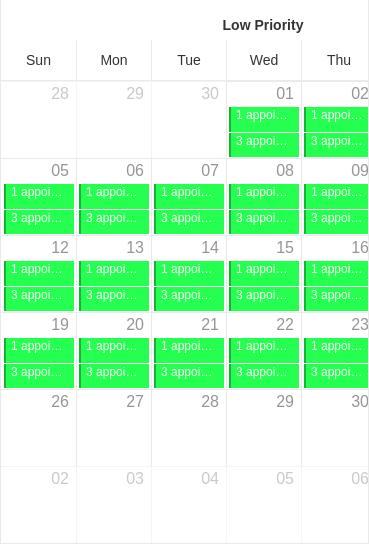 Low Priority
Sun Mon Tue Wed Thu
28 29 30 01 02
1 appoi… 1 appoi…
3 appoi… 3 appoi…
05 06 07 08 09
1 appoi… 1 appoi… 1 appoi… 1 appoi… 1 appoi…
3 appoi… 3 appoi… 3 appoi… 3 appoi… 3 appoi…
12 13 14 15 16
1 appoi… 1 appoi… 1 appoi… 1 appoi… 1 appoi…
3 appoi… 3 appoi… 3 appoi… 3 appoi… 3 appoi…
19 20 21 22 23
1 appoi… 1 appoi… 1 appoi… 1 appoi… 1 appoi…
3 appoi… 3 appoi… 3 appoi… 3 appoi… 3 appoi…
26 27 28 29 30
02 03 04 05 06